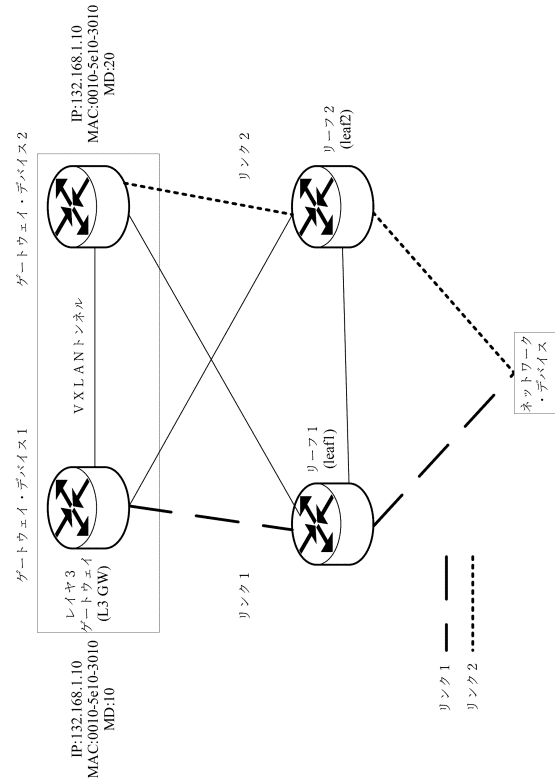 ゲートウェイ・デバイス1
ゲートウェイ・デバイス2
IP:132.168.1.10
MAC:0010-5e10-3010
MD:10
レイヤ3
ゲートウェイ
(L3 GW)
VXLANトンネル
IP:132.168.1.10
MAC:0010-5e10-3010
MD:20
リンク1
リンク2
リーフ1
(leaf1)
リーフ2
(leaf2)
ネットワーク
・デバイス
リンク1
リンク2